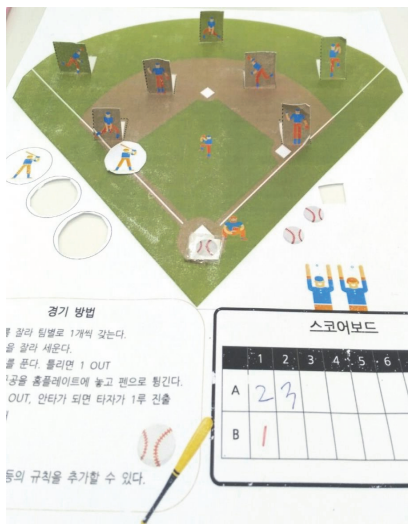 경기 방법
를 잘라 팀별로 1개씩 갖는다.
을 잘라 세운다.
를 푼다. 틀리면 1 OUT
구공을 홈플레이트에 놓고 펜으로 튕긴다.
OUT, 안타가 되면 타자가 1루 진출
등의 규칙을 추가할 수 있다.
스코어보드
1 2 3 4 5 6
A 2 3
B 1